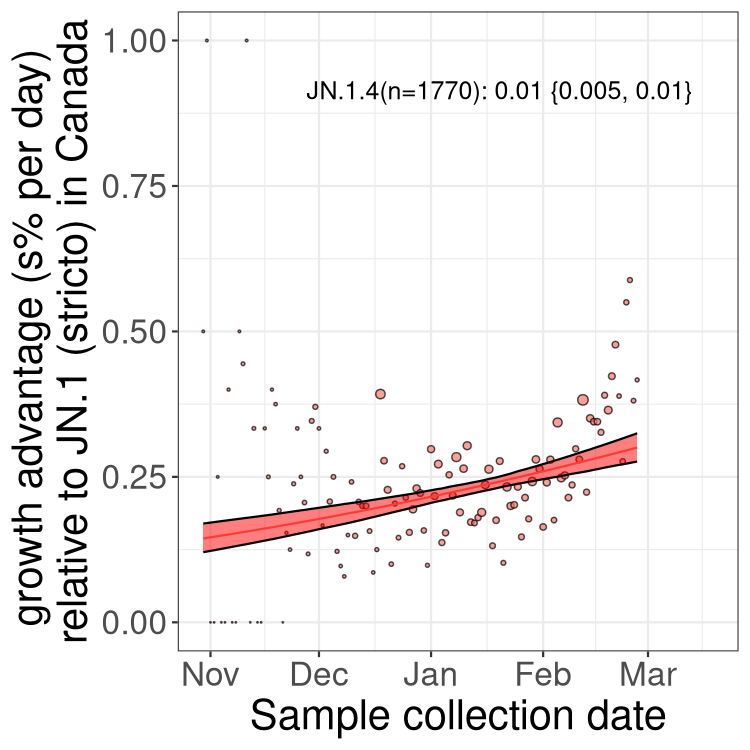 growth advantage (s% per day)
relative to JN.1 (stricto) in Canada
1.00
0.75
0.50
0.25
0.00
JN.1.4(n=1770): 0.01 {0.005, 0.01}
Nov Dec Jan Feb Mar
Sample collection date